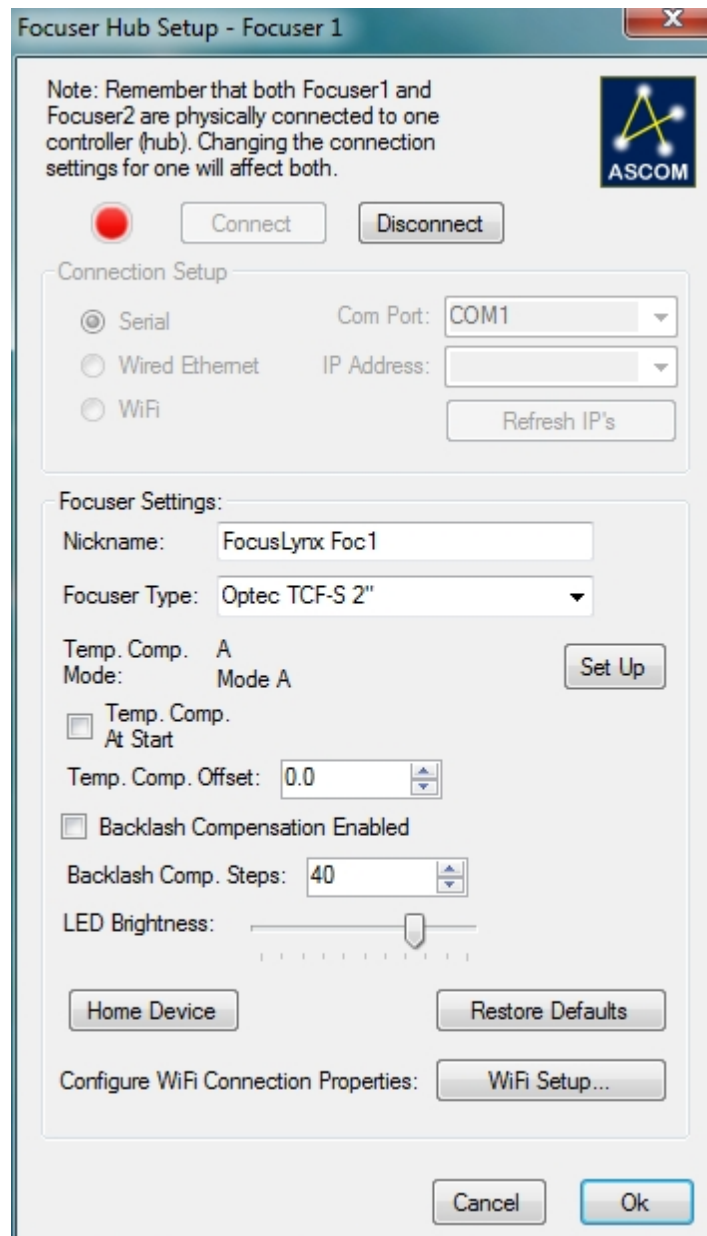 Focuser Hub Setup - Focuser 1
Note: Remember that both Focuser1 and
Focuser2 are physically connected to one
controller (hub). Changing the connection
settings for one will affect both.
ASCOM
Connect
Disconnect
Connection Setup
Serial
Com Port: COM1
Wired Ethernet
IP Address:
WiFi
Refresh IP's
Focuser Settings:
Nickname: FocusLynx Foc1
Focuser Type: Optec TCF-S 2"
Temp. Comp. A
Mode: Mode A
Set Up
Temp. Comp.
At Start
Temp. Comp. Offset: 0.0
Backlash Compensation Enabled
Backlash Comp. Steps: 40
LED Brightness:
Home Device
Restore Defaults
Configure WiFi Connection Properties: WiFi Setup...
Cancel
Ok